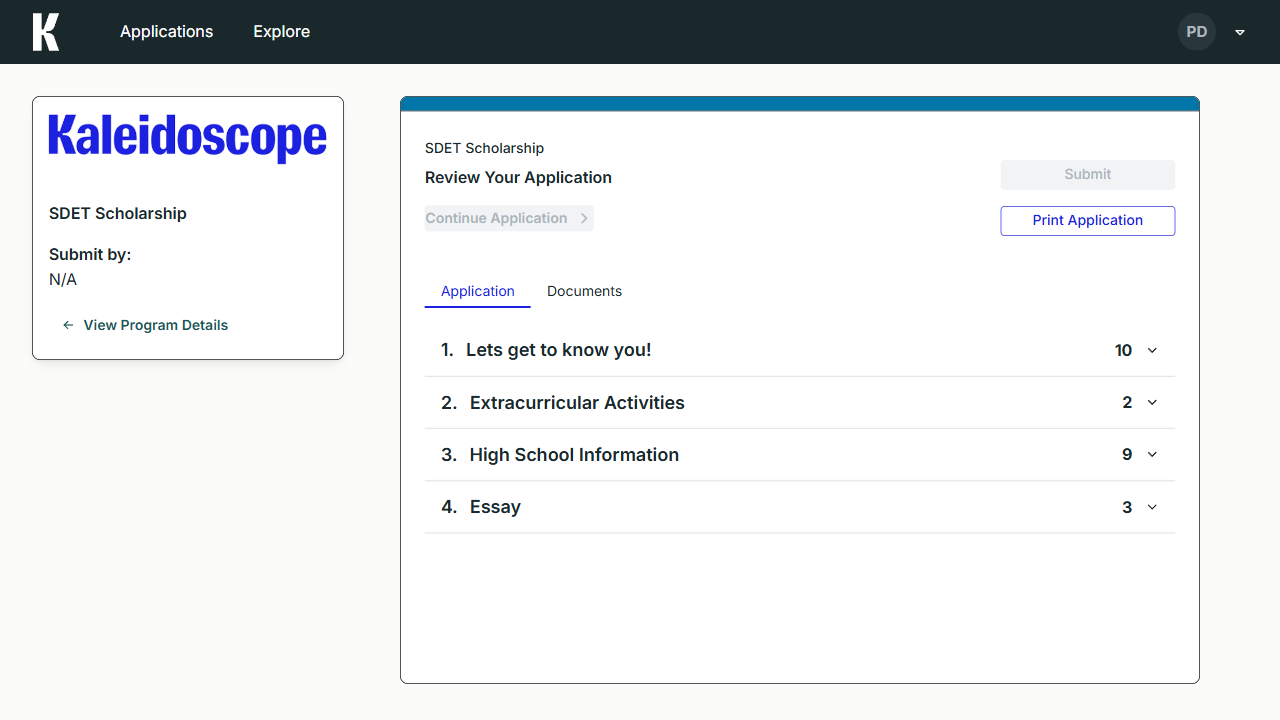 K
Applications
Explore
PD
Kaleidoscope
SDET Scholarship
Submit by:
N/A
View Program Details
SDET Scholarship
Review Your Application
Continue Application
Submit
Print Application
Application
Documents
1. Lets get to know you! 10
2. Extracurricular Activities 2
3. High School Information 9
4. Essay 3